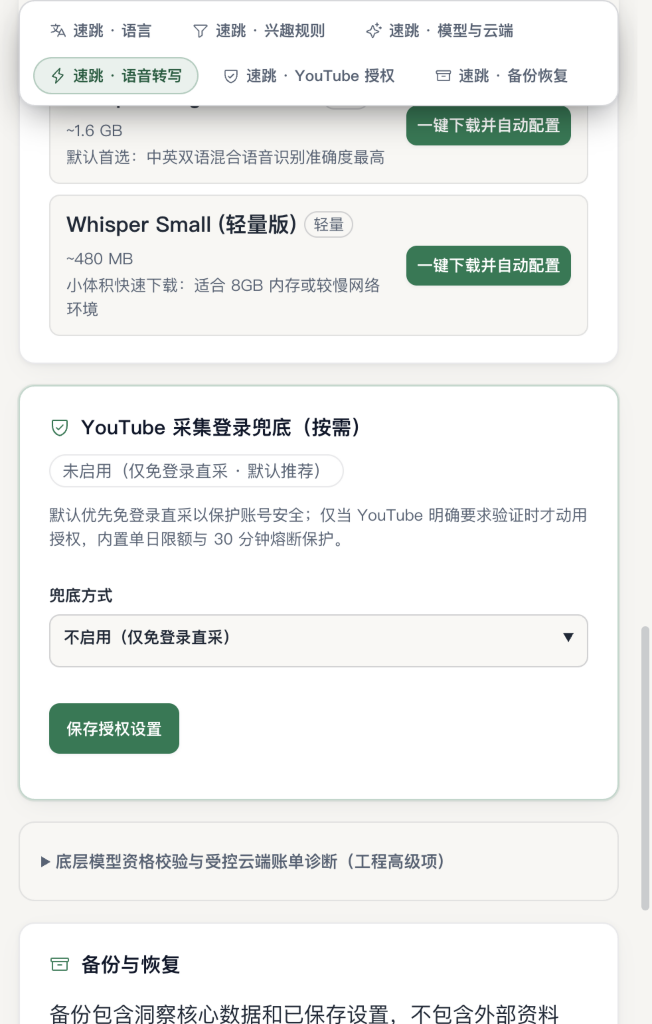 速跳 · 语言
速跳 · 兴趣规则
速跳 · 模型与云端
速跳 · 语音转写
速跳 · YouTube 授权
速跳 · 备份恢复
~1.6 GB
默认首选：中英双语混合语音识别准确度最高
一键下载并自动配置
Whisper Small (轻量版)
轻量
~480 MB
小体积快速下载：适合 8GB 内存或较慢网络
环境
一键下载并自动配置
YouTube 采集登录兜底（按需）
未启用（仅免登录直采 · 默认推荐）
默认优先免登录直采以保护账号安全；仅当 YouTube 明确要求验证时才动用
授权，内置单日限额与 30 分钟熔断保护。
兜底方式
不启用（仅免登录直采）
保存授权设置
底层模型资格校验与受控云端账单诊断（工程高级项）
备份与恢复
备份包含洞察核心数据和已保存设置，不包含外部资料